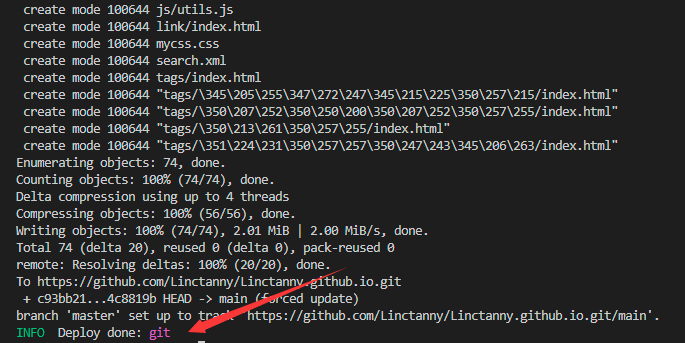 create mode 100644 js/utils.js
create mode 100644 link/index.html
create mode 100644 mycss.css
create mode 100644 search.xml
create mode 100644 tags/index.html
create mode 100644 "tags/\345\205\255\347\272\247\345\215\225\350\257\215/index.html"
create mode 100644 "tags/\350\207\252\350\250\200\350\207\252\350\257\255/index.html"
create mode 100644 "tags/\350\213\261\350\257\255/index.html"
create mode 100644 "tags/\351\224\231\350\257\257\350\247\243\345\206\263/index.html"
Enumerating objects: 74, done.
Counting objects: 100% (74/74), done.
Delta compression using up to 4 threads
Compressing objects: 100% (56/56), done.
Writing objects: 100% (74/74), 2.01 MiB | 2.00 MiB/s, done.
Total 74 (delta 20), reused 0 (delta 0), pack-reused 0
remote: Resolving deltas: 100% (20/20), done.
To https://github.com/Linctanny/Linctanny.github.io.git
+ c93bb21...4c8819b HEAD -> main (forced update)
branch 'master' set up to track 'https://github.com/Linctanny/Linctanny.github.io.git/main'.
INFO Deploy done: git